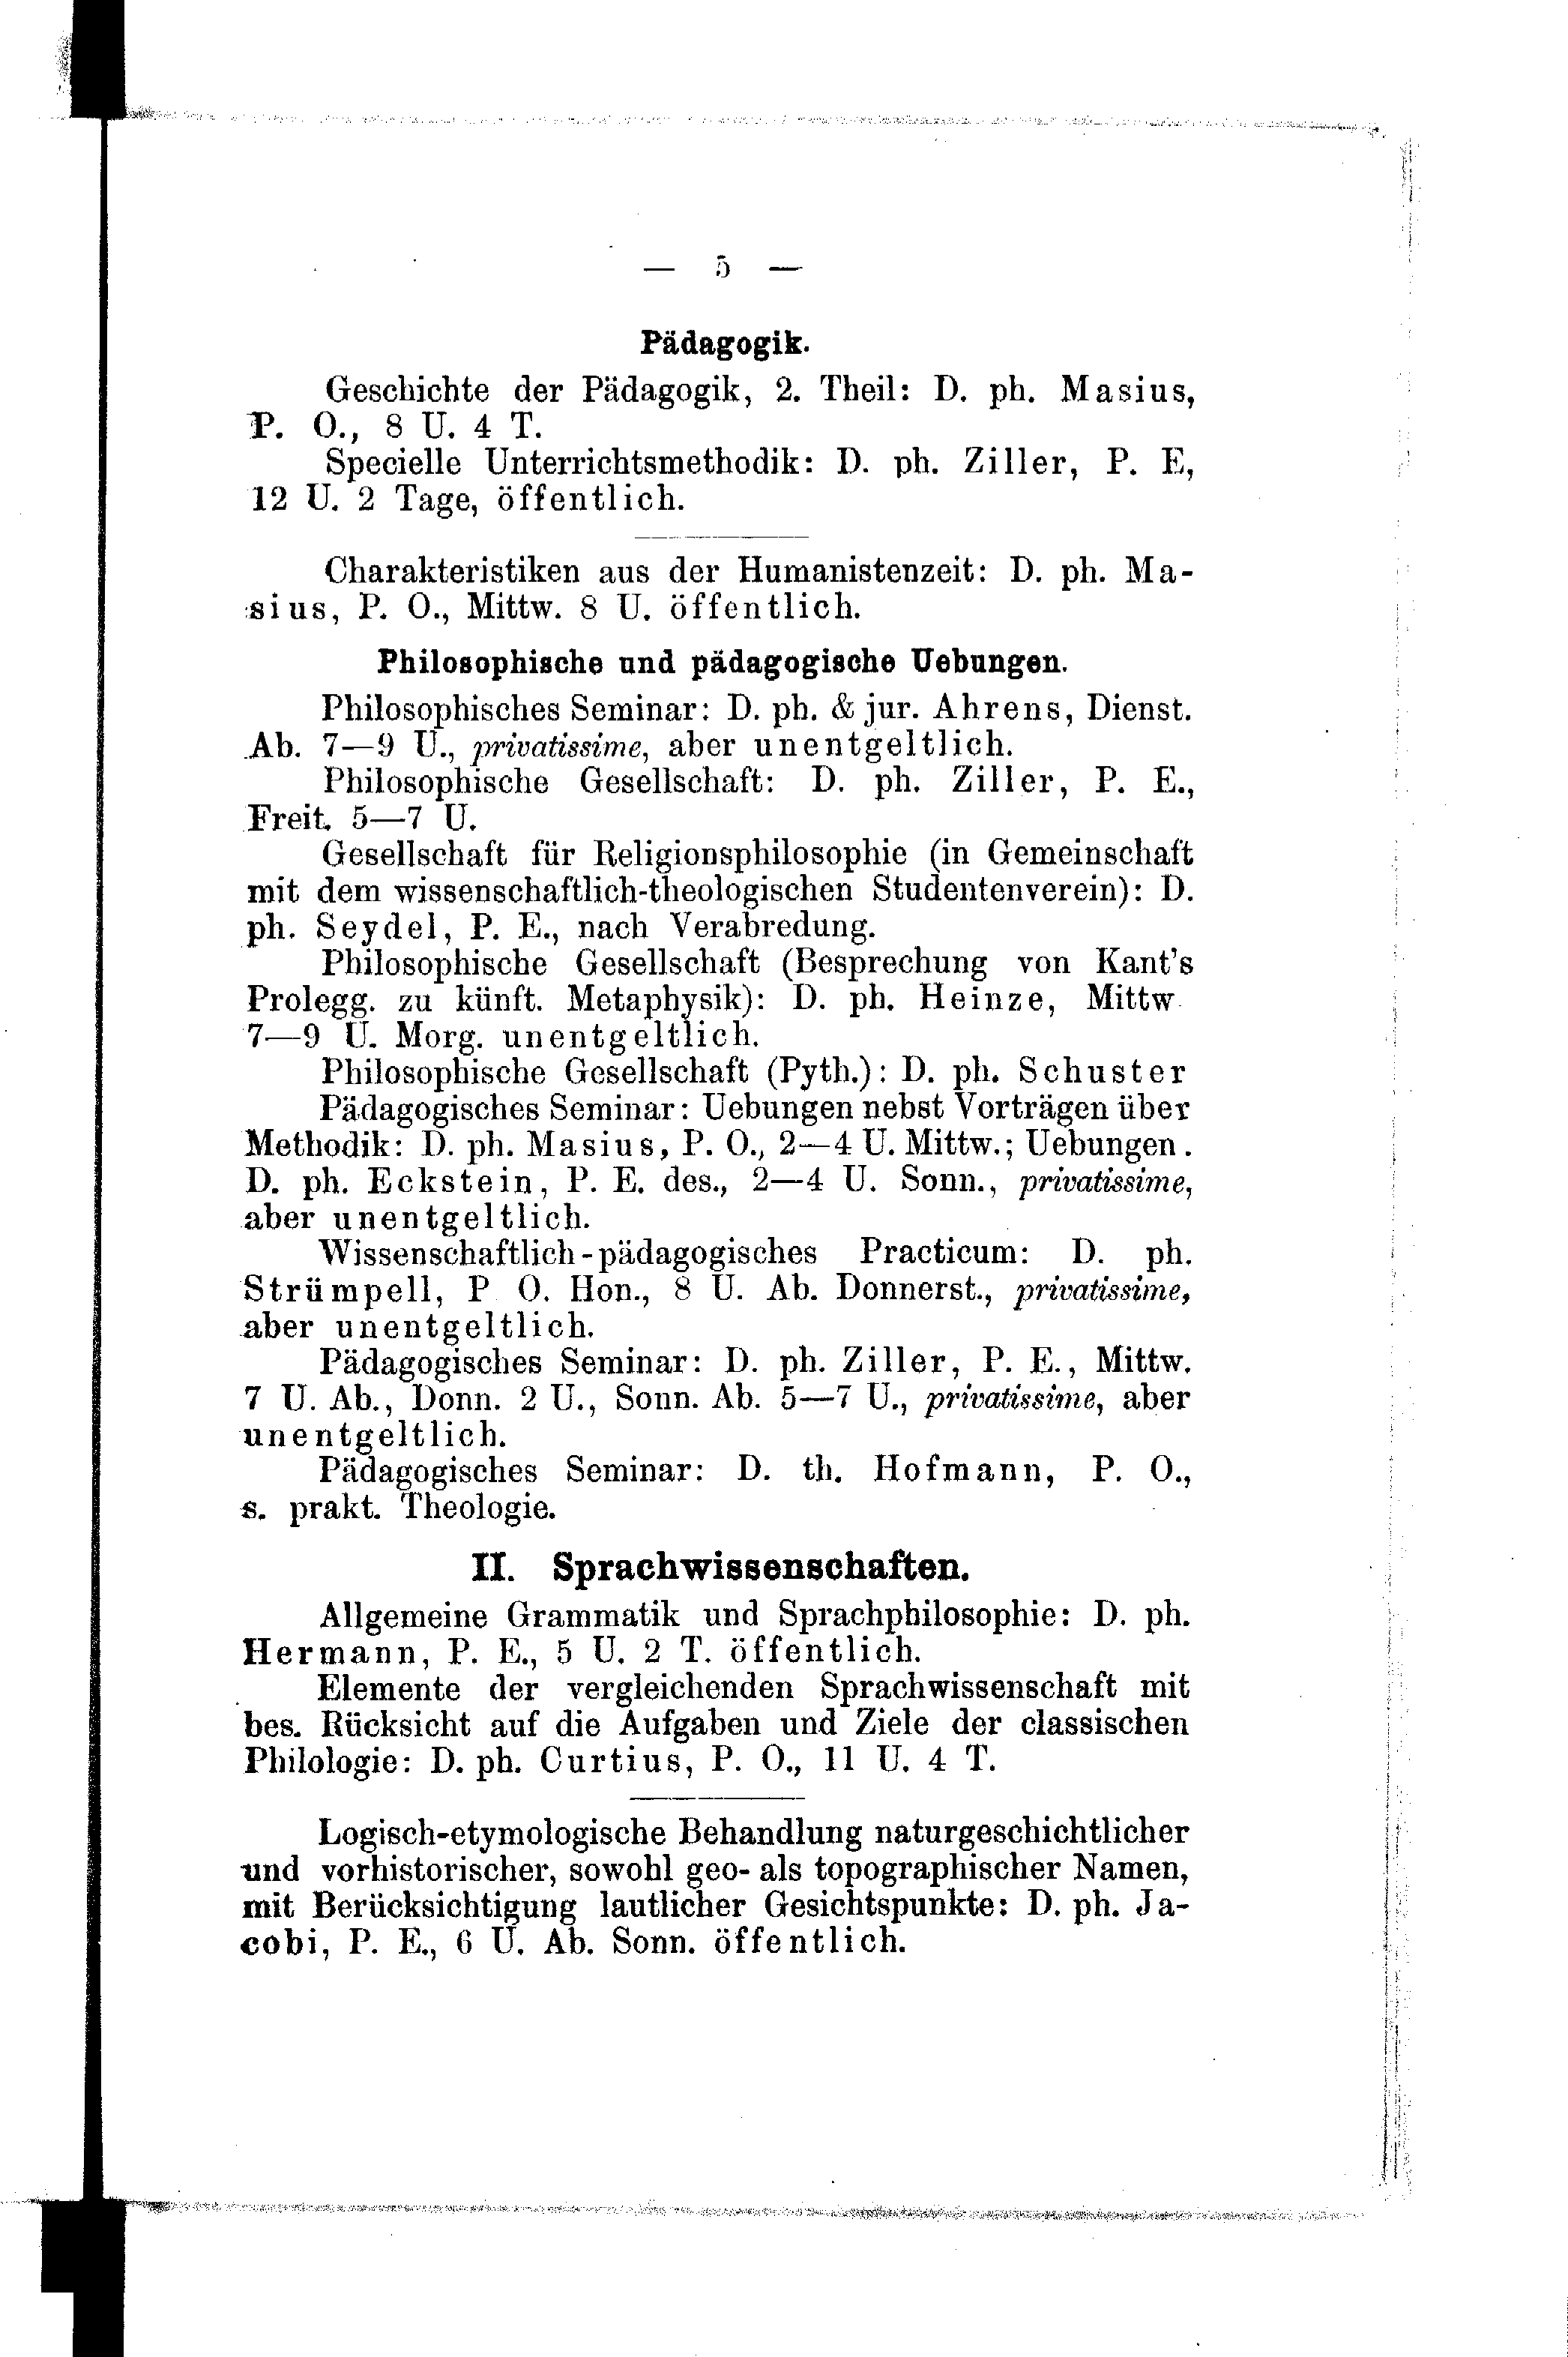 — 5 —
Pädagogik.
Geschichte der Pädagogik, 2. Theil: D. ph. Masius,
P. O., 8 U. 4 T.
Specielle Unterrichtsmethodik: D. ph. Ziller, P. E,
12 U. 2 Tage, öffentlich.
Charakteristiken aus der Humanistenzeit: D. ph. Ma-
sius, P. O., Mittw. 8 U. öffentlich.
Philosophische und pädagogische Uebungen.
Philosophisches Seminar: D. ph. & jur. Ahrens, Dienst.
Ab. 7—9 U., privatissime, aber unentgeltlich.
Philosophische Gesellschaft: D. ph. Ziller, P. E.,
Freit. 5—7 U.
Gesellschaft für Religionsphilosophie (in Gemeinschaft
mit dem wissenschaftlich-theologischen Studentenverein): D.
ph. Seydel, P. E., nach Verabredung.
Philosophische Gesellschaft (Besprechung von Kant's
Prolegg. zu künft. Metaphysik): D. ph. Heinze, Mittw
7—9 U. Morg. unentgeltlich.
Philosophische Gesellschaft (Pyth.): D. ph. Schuster
Pädagogisches Seminar: Uebungen nebst Vorträgen über
Methodik: D. ph. Masius, P. O., 2—4 U. Mittw.; Uebungen.
D. ph. Eckstein, P. E. des., 2—4 U. Sonn., privatissime,
aber unentgeltlich.
Wissenschaftlich-pädagogisches Practicum: D. ph.
Strümpell, P O. Hon., 8 U. Ab. Donnerst., privatissime,
aber unentgeltlich.
Pädagogisches Seminar: D. ph. Ziller, P. E., Mittw.
7 U. Ab., Donn. 2 U., Sonn. Ab. 5—7 U., privatissime, aber
unentgeltlich.
Pädagogisches Seminar: D. th. Hofmann, P. O.,
s. prakt. Theologie.
II. Sprachwissenschaften.
Allgemeine Grammatik und Sprachphilosophie: D. ph.
Hermann, P. E., 5 U. 2 T. öffentlich.
Elemente der vergleichenden Sprachwissenschaft mit
bes. Rücksicht auf die Aufgaben und Ziele der classischen
Philologie: D. ph. Curtius, P. O., 11 U. 4 T.
Logisch-etymologische Behandlung naturgeschichtlicher
und vorhistorischer, sowohl geo- als topographischer Namen,
mit Berücksichtigung lautlicher Gesichtspunkte: D. ph. Ja-
cobi, P. E., 6 U. Ab. Sonn. öffentlich.